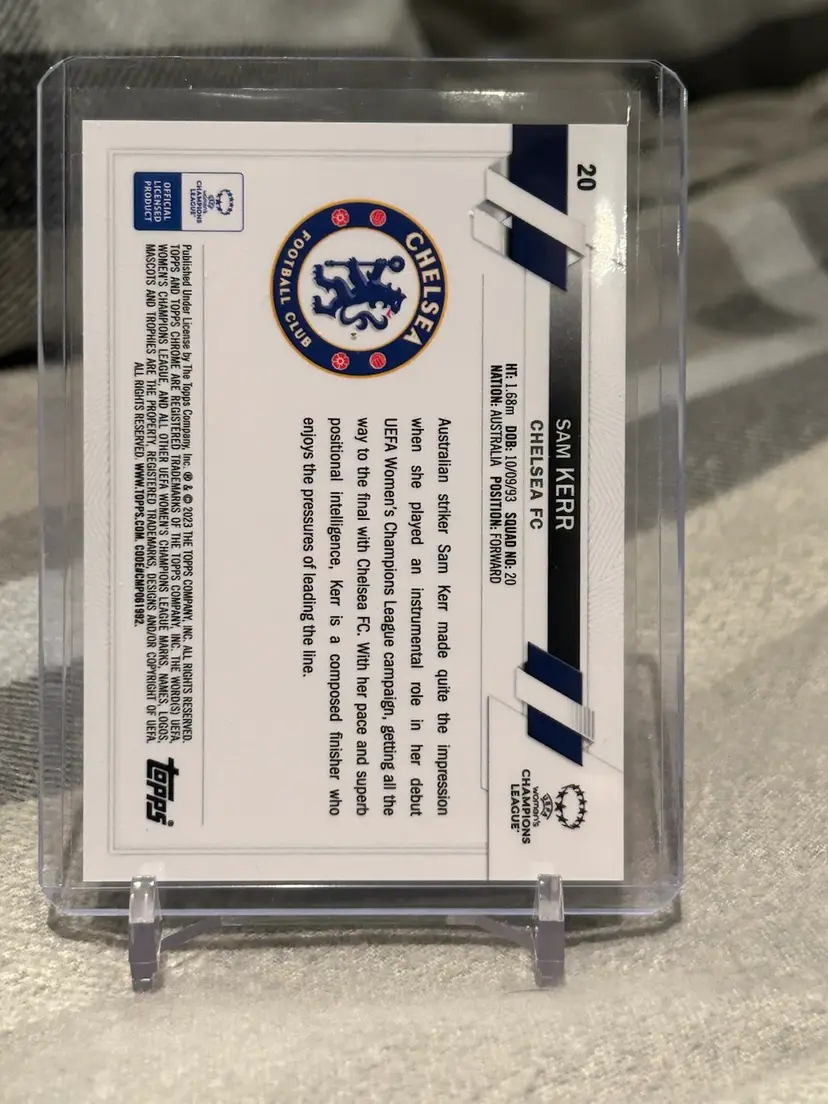 20
SAM KERR
CHELSEA FC
HT: 1.68m DOB: 10/09/93 SQUAD NO: 20
NATION: AUSTRALIA POSITION: FORWARD
women's
CHAMPIONS
LEAGUE
CHELSEA
FOOTBALL CLUB
Australian striker Sam Kerr made quite the impression
when she played an instrumental role in her debut
UEFA Women's Champions League campaign, getting all the
way to the final with Chelsea FC. With her pace and superb
positional intelligence, Kerr is a composed finisher who
enjoys the pressures of leading the line.
women's
CHAMPIONS
LEAGUE
OFFICIAL
LICENSED
PRODUCT
Published Under License by The Topps Company, Inc. ® & © 2023 THE TOPPS COMPANY, INC. ALL RIGHTS RESERVED.
TOPPS AND TOPPS CHROME ARE REGISTERED TRADEMARKS OF THE TOPPS COMPANY, INC. THE WORD(S) UEFA,
WOMEN'S CHAMPIONS LEAGUE, AND ALL OTHER UEFA WOMEN'S CHAMPIONS LEAGUE MARKS, NAMES, LOGOS,
MASCOTS AND TROPHIES ARE THE PROPERTY, REGISTERED TRADEMARKS, DESIGNS AND/OR COPYRIGHT OF UEFA.
ALL RIGHTS RESERVED. WWW.TOPPS.COM. CODE#CMP061992.
topps®